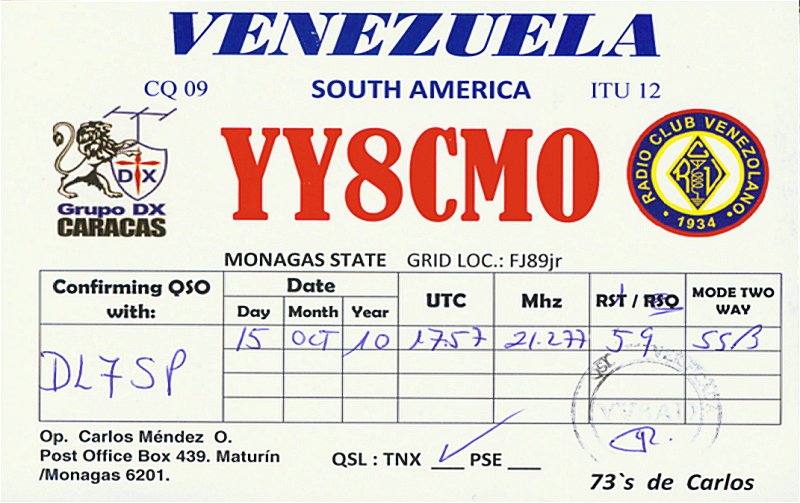 VENEZUELA
CQ 09 SOUTH AMERICA ITU 12
YY8CMO
DX
Grupo DX
CARACAS
RADIO CLUB VENEZOLANO
R C V
1934
MONAGAS STATE GRID LOC.: FJ89jr
Confirming QSO with: Date UTC Mhz RST / RSQ MODE TWO WAY
Day Month Year
DL7SP 15 OCT 10 17.57 21.277 59 SSB
Op. Carlos Méndez O.
Post Office Box 439. Maturín
/Monagas 6201.
QSL : TNX ___ PSE ___
73`s de Carlos